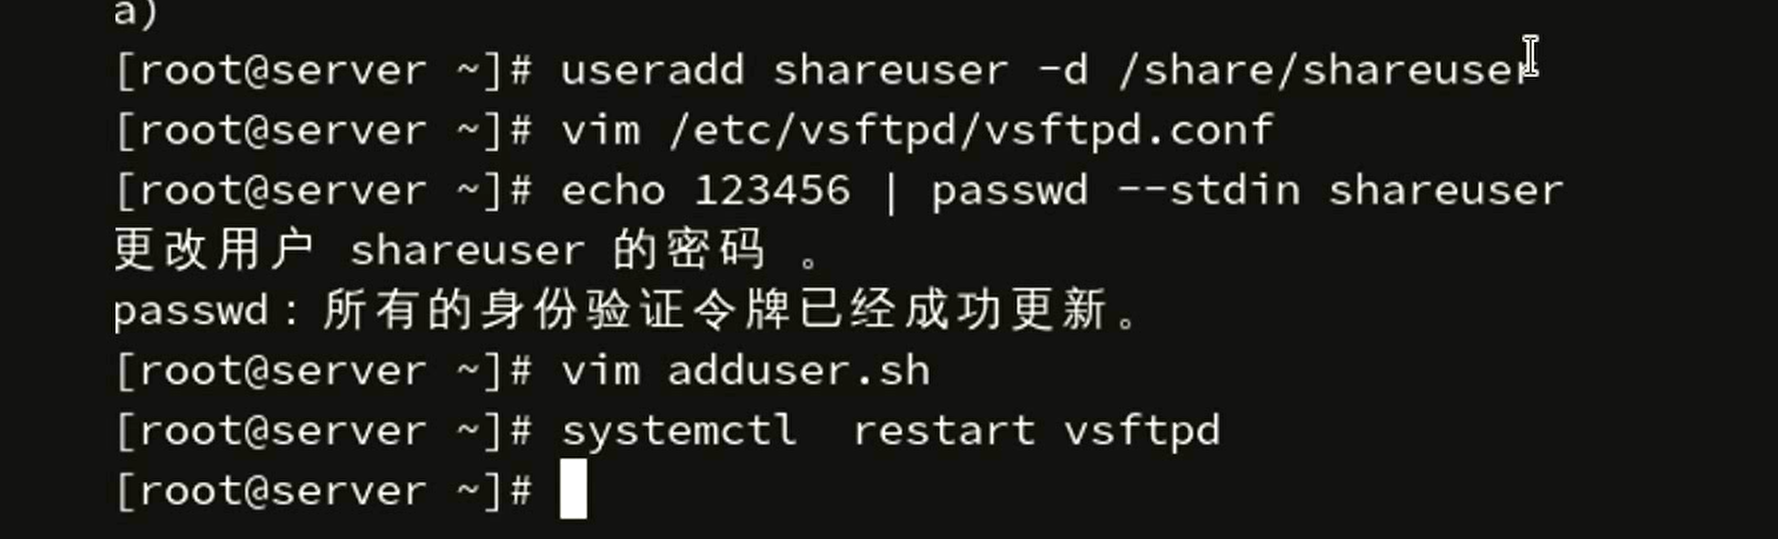 a)
[root@server ~]# useradd shareuser -d /share/shareuser
[root@server ~]# vim /etc/vsftpd/vsftpd.conf
[root@server ~]# echo 123456 | passwd --stdin shareuser
更改用户 shareuser 的密码 。
passwd：所有的身份验证令牌已经成功更新。
[root@server ~]# vim adduser.sh
[root@server ~]# systemctl  restart vsftpd
[root@server ~]#